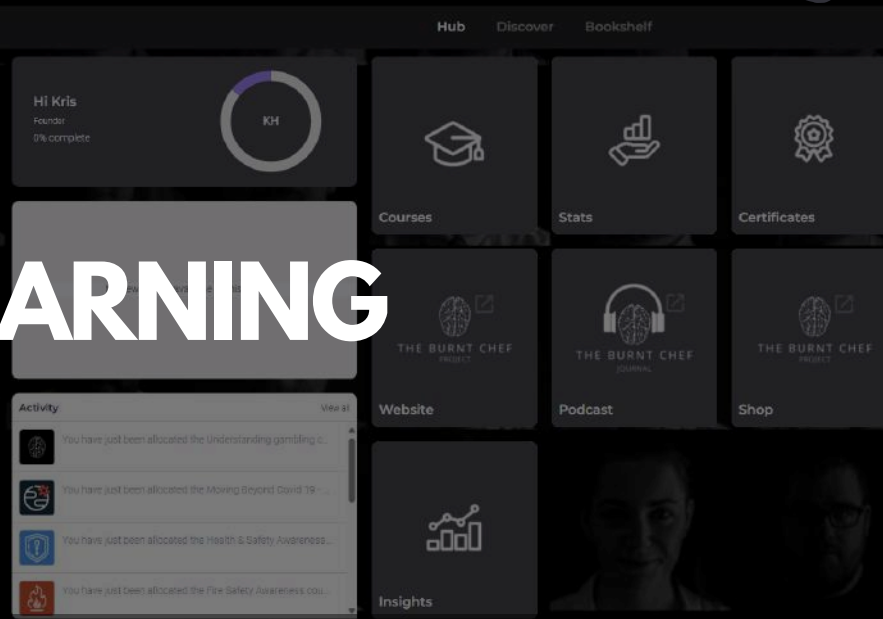 Hub Discover Bookshelf
Hi Kris
Founder
0% complete
KH
Courses
Stats
Certificates
ARNING
THE BURNT CHEF
PROJECT
Website
THE BURNT CHEF
JOURNAL
Podcast
THE BURNT CHEF
PROJECT
Shop
Activity
View all
You have just been allocated the Understanding gambling c...
You have just been allocated the Moving Beyond Covid 19 - ...
You have just been allocated the Health & Safety Awareness...
You have just been allocated the Fire Safety Awareness cou...
Insights